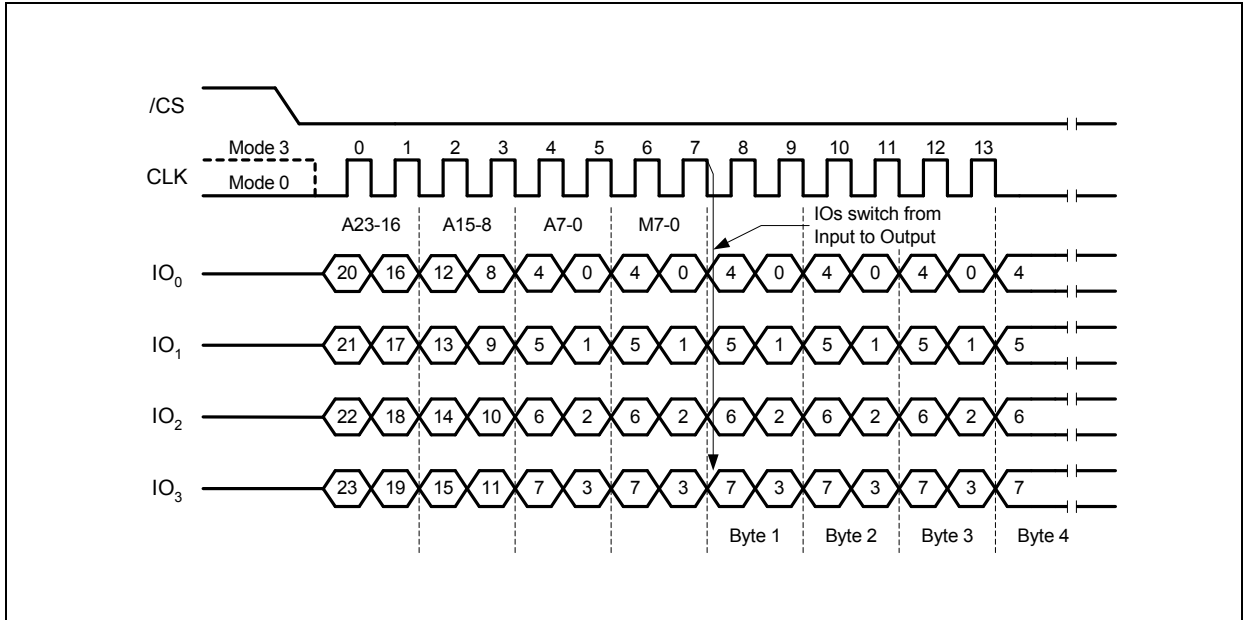 /CS
Mode 3 0 1 2 3 4 5 6 7 8 9 10 11 12 13
CLK
Mode 0
A23-16 A15-8 A7-0 M7-0 IOs switch from
Input to Output
IO0 20 16 12 8 4 0 4 0 4 0 4 0 4 0 4
IO1 21 17 13 9 5 1 5 1 5 1 5 1 5 1 5
IO2 22 18 14 10 6 2 6 2 6 2 6 2 6 2 6
IO3 23 19 15 11 7 3 7 3 7 3 7 3 7 3 7
Byte 1 Byte 2 Byte 3 Byte 4